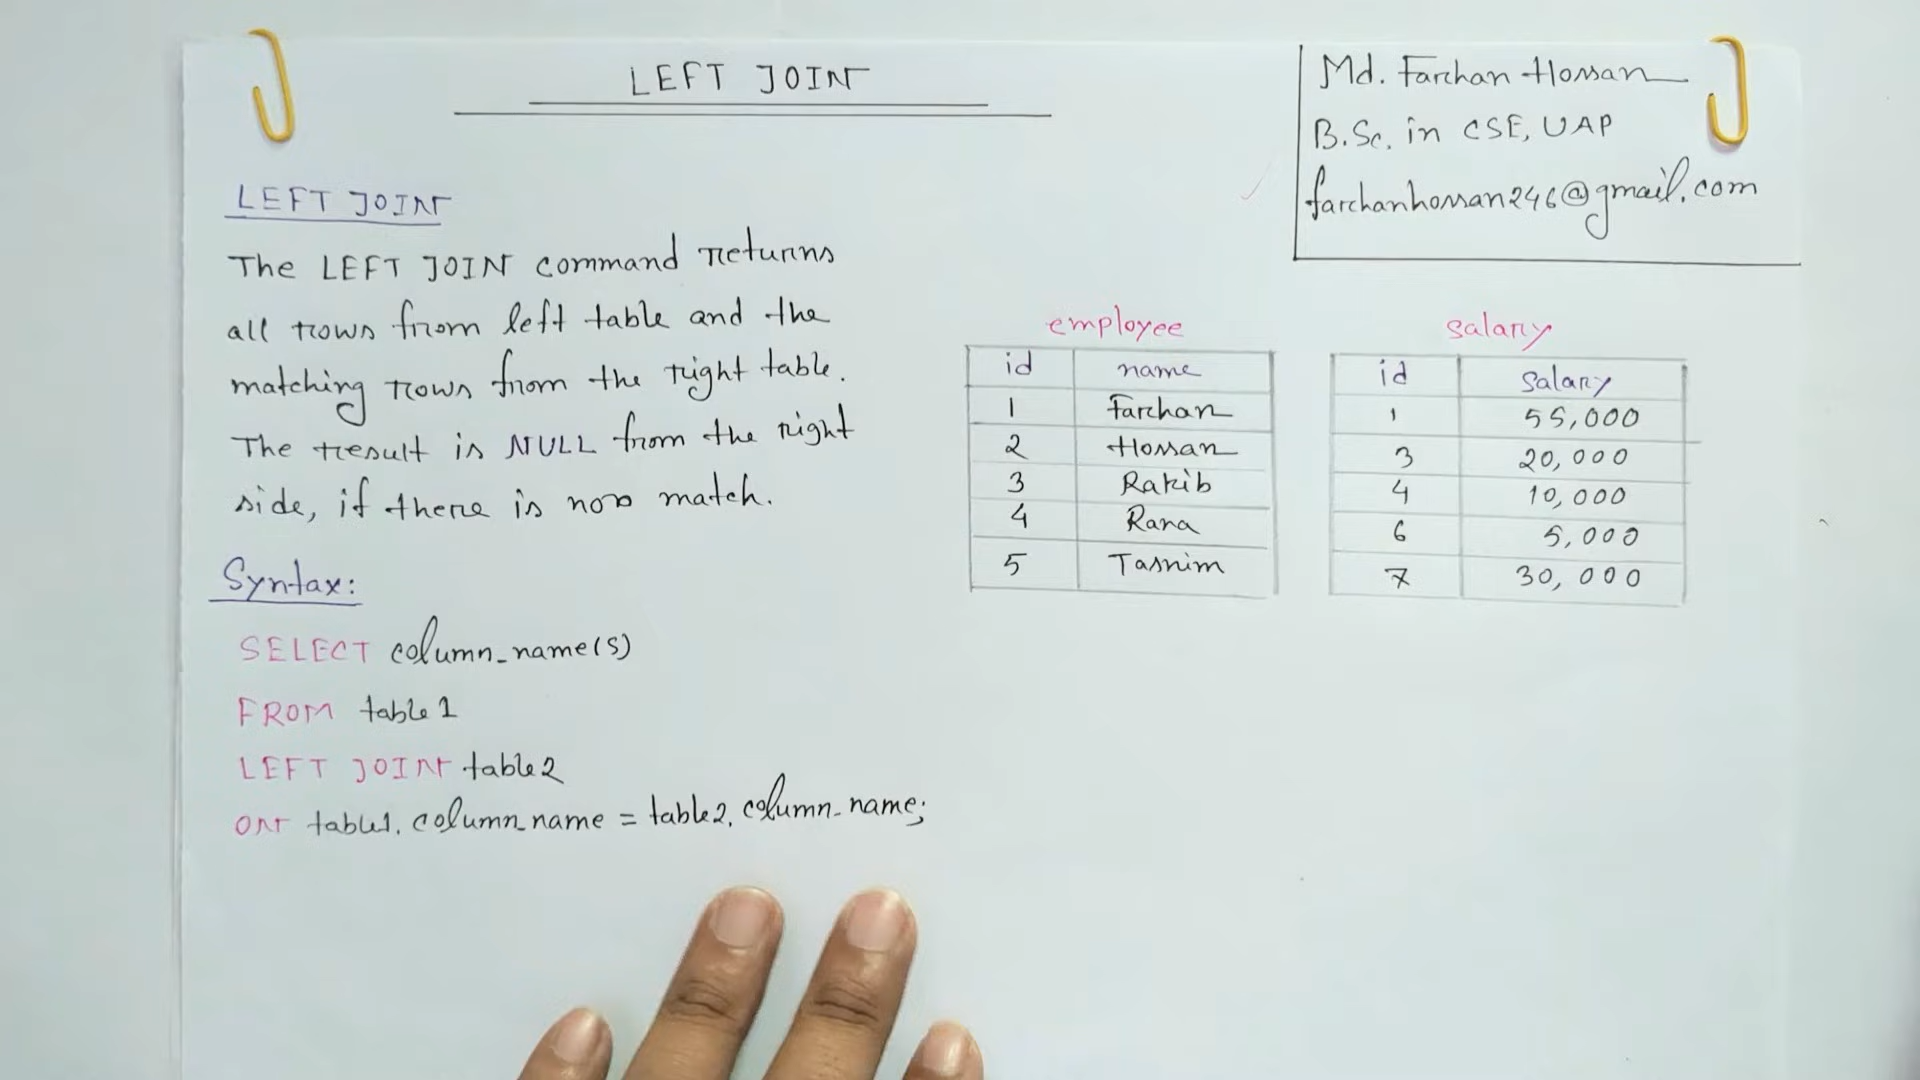 LEFT JOIN
Md. Farhan Hossan
B.Sc. in CSE, UAP
farhanhossan246@gmail.com
LEFT JOIN
The LEFT JOIN command returns
all rows from left table and the
matching rows from the right table.
The result is NULL from the right
side, if there is no match.
Syntax:
SELECT column_name(s)
FROM table1
LEFT JOIN table2
ON table1.column_name = table2.column_name;
employee
id name
1 Farhan
2 Hossan
3 Rakib
4 Rana
5 Tasnim
salary
id salary
1 55,000
3 20,000
4 10,000
6 5,000
7 30,000